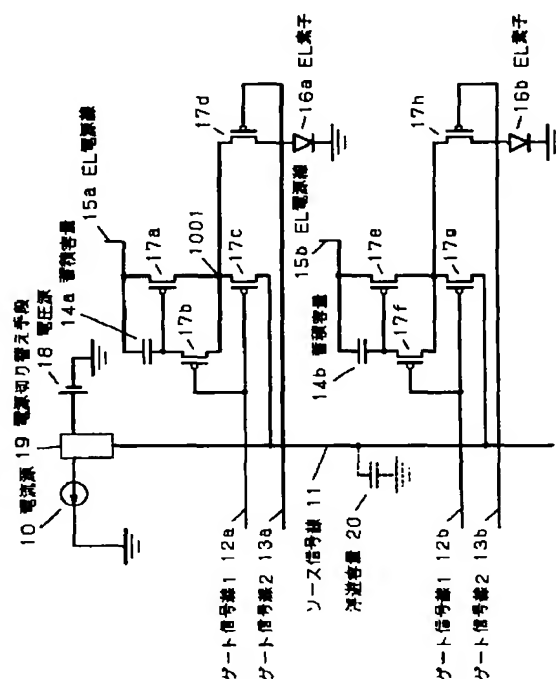 10 電流源
19 電源切り替え手段
18 電圧源
14a 蓄積容量
15a EL電源線
17a
17b
1001
17c
17d
16a EL素子
ゲート信号線1 12a
ゲート信号線2 13a
ソース信号線 11
浮遊容量 20
14b 蓄積容量
15b EL電源線
17e
17f
17g
17h
16b EL素子
ゲート信号線1 12b
ゲート信号線2 13b